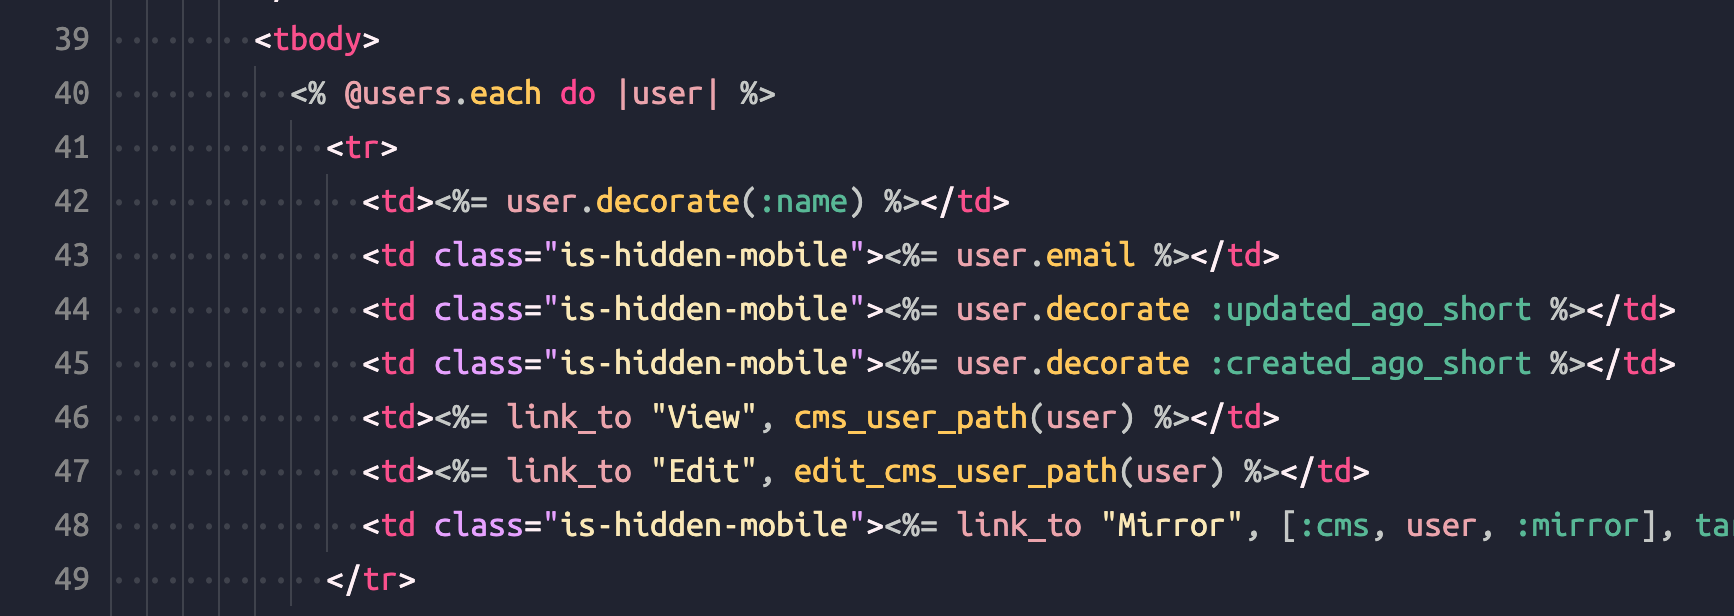 39 <tbody>
40 <% @users.each do |user| %>
41 <tr>
42 <td><%= user.decorate(:name) %></td>
43 <td class="is-hidden-mobile"><%= user.email %></td>
44 <td class="is-hidden-mobile"><%= user.decorate :updated_ago_short %></td>
45 <td class="is-hidden-mobile"><%= user.decorate :created_ago_short %></td>
46 <td><%= link_to "View", cms_user_path(user) %></td>
47 <td><%= link_to "Edit", edit_cms_user_path(user) %></td>
48 <td class="is-hidden-mobile"><%= link_to "Mirror", [:cms, user, :mirror],
49 </tr>